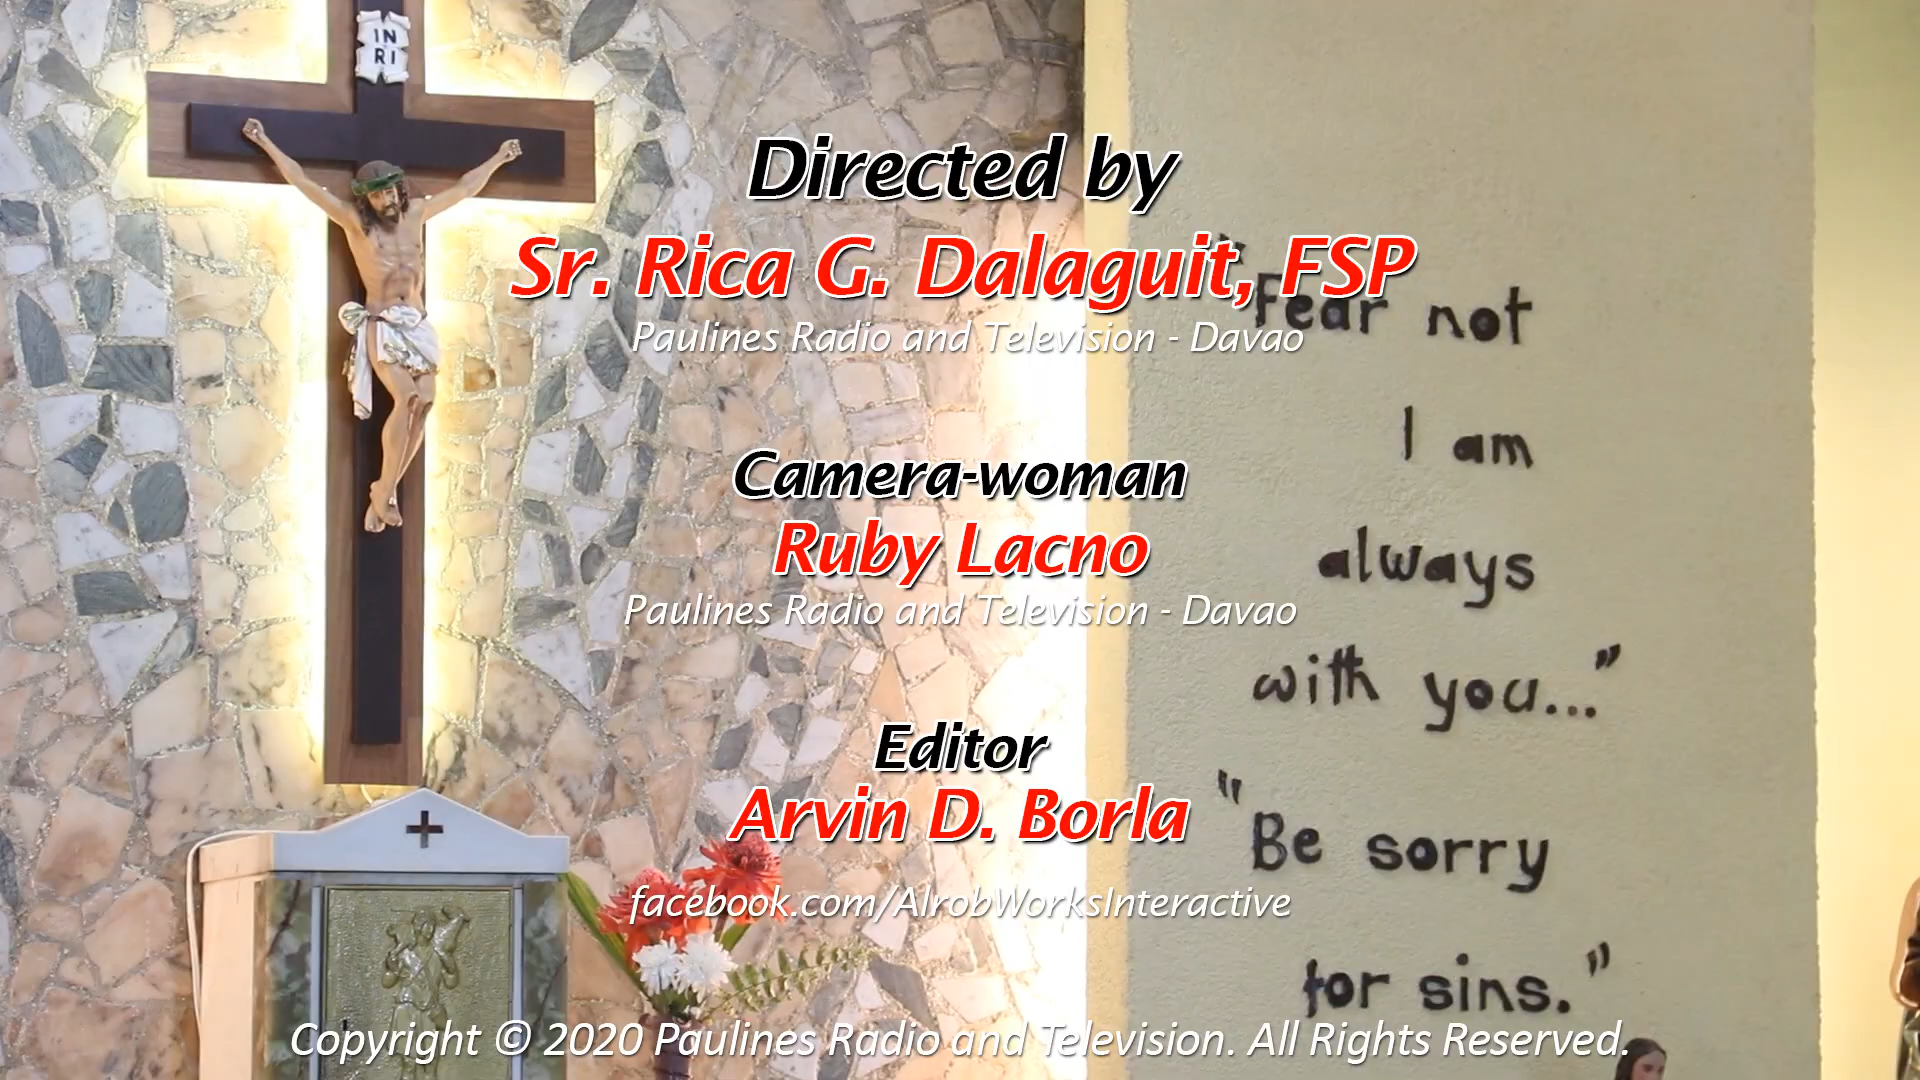 IN
RI
Directed by
Sr. Rica G. Dalaguit, FSP
Paulines Radio and Television - Davao
Camera-woman
Ruby Lacno
Paulines Radio and Television - Davao
Editor
Arvin D. Borla
facebook.com/AlrobWorksInteractive
Copyright © 2020 Paulines Radio and Television. All Rights Reserved.
"Fear not
I am
always
with you..."
"Be sorry
for sins."